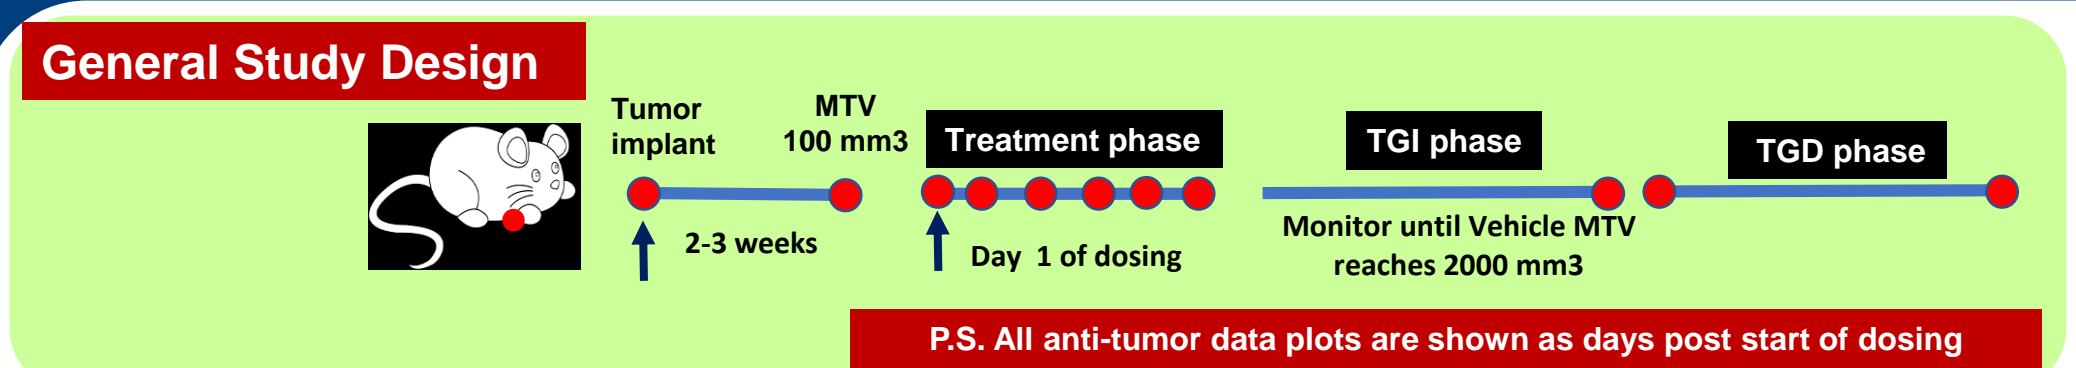 General Study Design
Tumor
implant
MTV
100 mm3
Treatment phase
TGI phase
TGD phase
2-3 weeks
Day 1 of dosing
Monitor until Vehicle MTV
reaches 2000 mm3
P.S. All anti-tumor data plots are shown as days post start of dosing